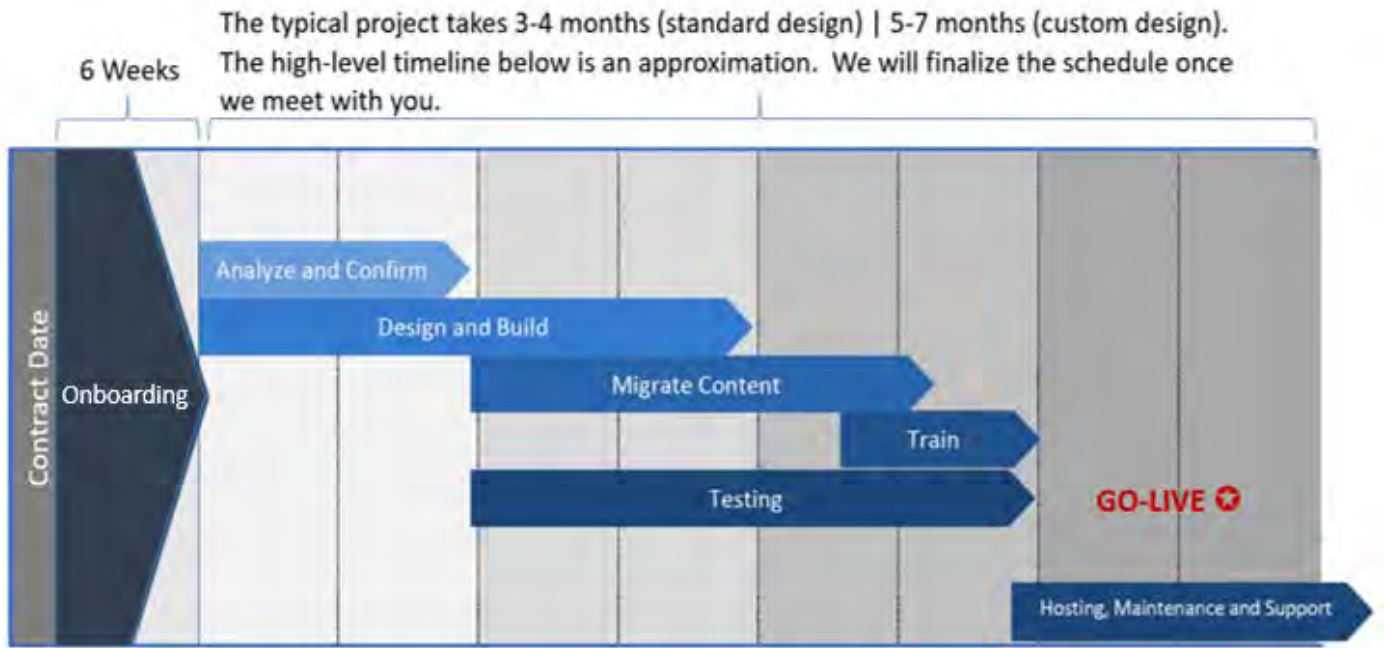 The typical project takes 3-4 months (standard design) | 5-7 months (custom design).
The high-level timeline below is an approximation.  We will finalize the schedule once
we meet with you.
6 Weeks
Contract Date
Onboarding
Analyze and Confirm
Design and Build
Migrate Content
Train
Testing
GO-LIVE ✪
Hosting, Maintenance and Support